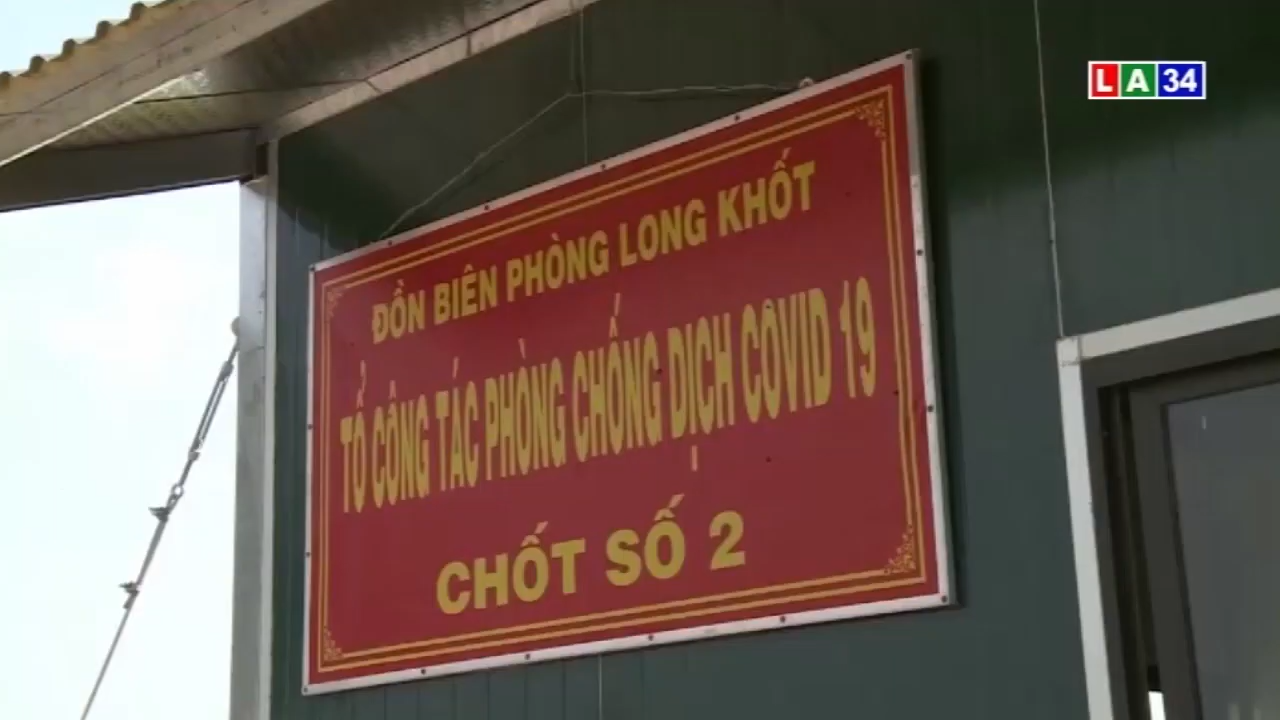 LA34
ĐỒN BIÊN PHÒNG LONG KHỐT
TỔ CÔNG TÁC PHÒNG CHỐNG DỊCH COVID 19
CHỐT SỐ 2